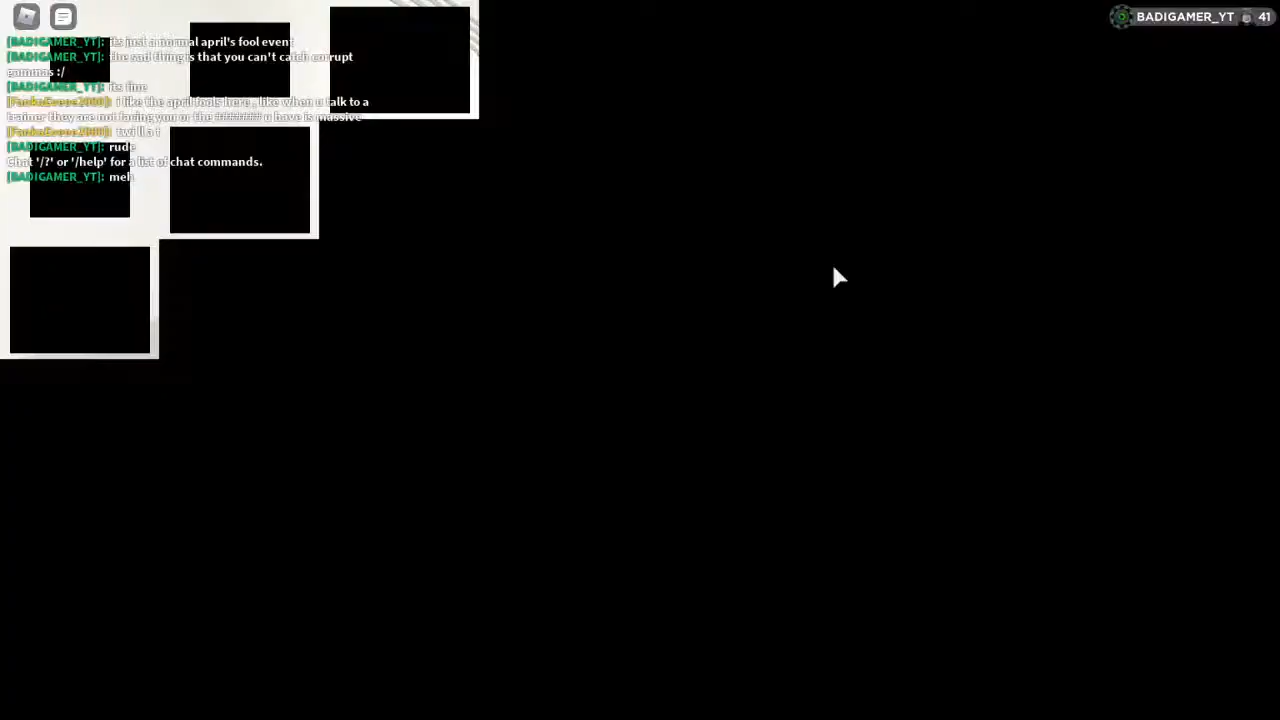 BADIGAMER_YT 41
[BADIGAMER_YT]: its just a normal april's fool event
[BADIGAMER_YT]: the sad thing is that you can't catch corrupt
gammas :/
[BADIGAMER_YT]: its fine
i like the april fools here , like when u talk to a
trainer they are not facing you or the ####### u have is massive
[BADIGAMER_YT]: rude
Chat '/?' or '/help' for a list of chat commands.
[BADIGAMER_YT]: meh